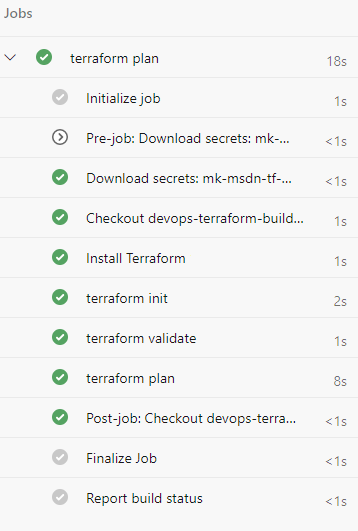 Jobs
terraform plan 18s
Initialize job 1s
Pre-job: Download secrets: mk-... <1s
Download secrets: mk-msdn-tf-... <1s
Checkout devops-terraform-build... 1s
Install Terraform 1s
terraform init 2s
terraform validate 1s
terraform plan 8s
Post-job: Checkout devops-terra... <1s
Finalize Job <1s
Report build status <1s